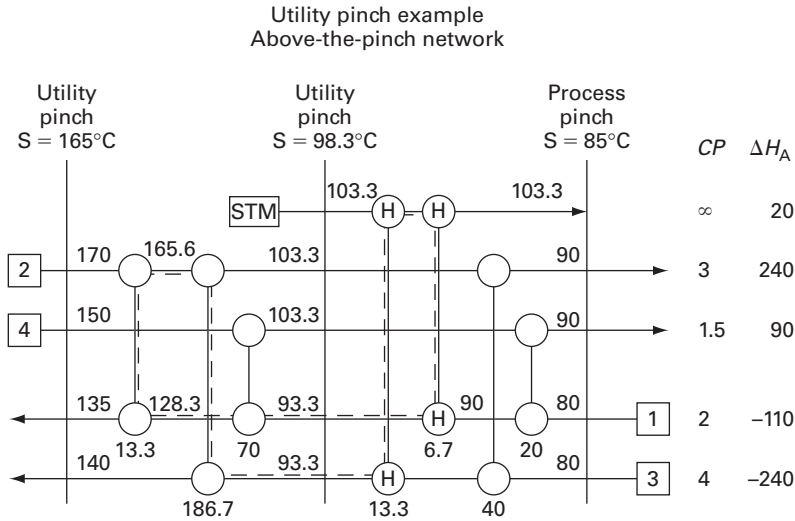 Utility pinch example
Above-the-pinch network
Utility pinch S = 165°C
Utility pinch S = 98.3°C
Process pinch S = 85°C
CP ΔH_A
STM 103.3 H H 103.3 ∞ 20
2 170 165.6 103.3 90 3 240
4 150 103.3 90 1.5 90
135 128.3 93.3 H 90 80 1 2 –110
13.3 70 6.7 20
140 93.3 H 80 3 4 –240
186.7 13.3 40